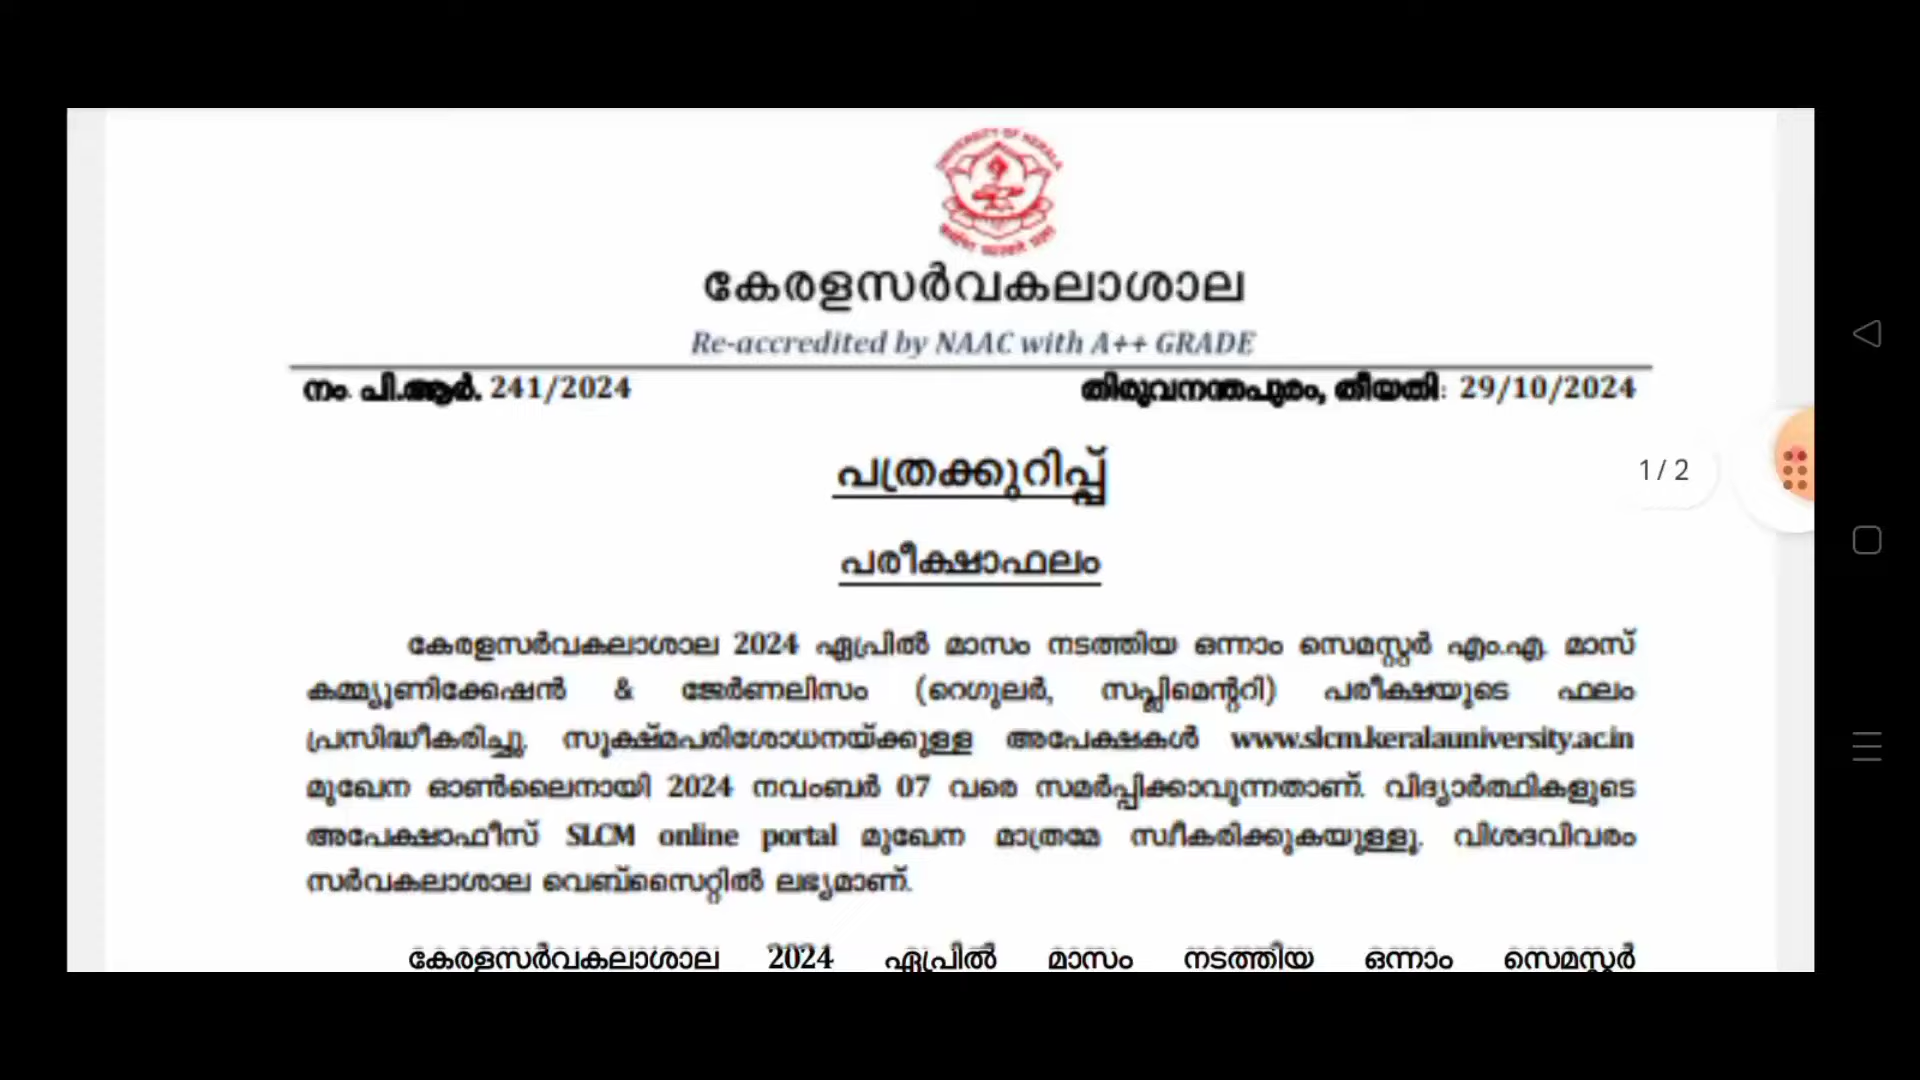 UNIVERSITY OF KERALA
കേരളസർവകലാശാല
Re-accredited by NAAC with A++ GRADE
നം. പി.ആർ. 241/2024 തിരുവനന്തപുരം, തീയതി: 29/10/2024
പത്രക്കുറിപ്പ്
1 / 2
പരീക്ഷാഫലം
കേരളസർവകലാശാല 2024 ഏപ്രിൽ മാസം നടത്തിയ ഒന്നാം സെമസ്റ്റർ എം.എ. മാസ്
കമ്മ്യൂണിക്കേഷൻ & ജേർണലിസം (റെഗുലർ, സപ്ലിമെന്ററി) പരീക്ഷയുടെ ഫലം
പ്രസിദ്ധീകരിച്ചു. സൂക്ഷ്മപരിശോധനയ്ക്കുള്ള അപേക്ഷകൾ www.slcm.keralauniversity.ac.in
മുഖേന ഓൺലൈനായി 2024 നവംബർ 07 വരെ സമർപ്പിക്കാവുന്നതാണ്. വിദ്യാർത്ഥികളുടെ
അപേക്ഷാഫീസ് SLCM online portal മുഖേന മാത്രമേ സ്വീകരിക്കുകയുള്ളൂ. വിശദവിവരം
സർവകലാശാല വെബ്സൈറ്റിൽ ലഭ്യമാണ്.
കേരളസർവകലാശാല 2024 ഏപ്രിൽ മാസം നടത്തിയ ഒന്നാം സെമസ്റ്റർ